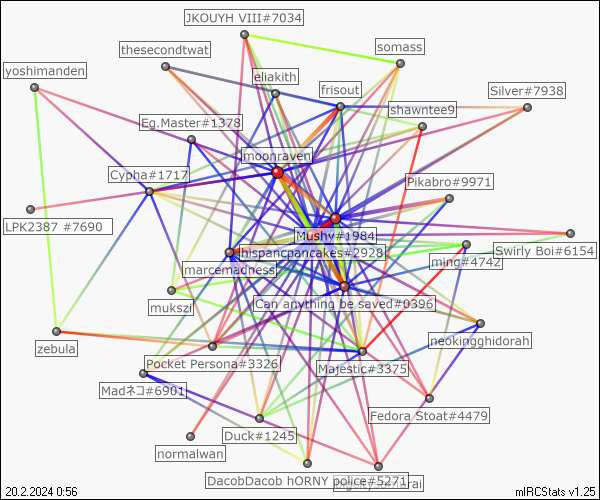 JKOUYH VIII#7034
thesecondtwat
somass
yoshimanden
eliakith
frisout
Silver#7938
shawntee9
Eg.Master#1378
moonraven
Cypha#1717
Pikabro#9971
LPK2387 #7690
Mushy#1984
Swirly Boi#6154
hispancpancakes#2928
ming#4742
marcemadness
mukszi
Can anything be saved#0396
neokingghidorah
zebula
Pocket Persona#3326
Majestic#3375
Madネコ#6901
Fedora Stoat#4479
Duck#1245
normalwan
DacobDacob hORNY police#5271
20.2.2024 0:56
mIRCStats v1.25